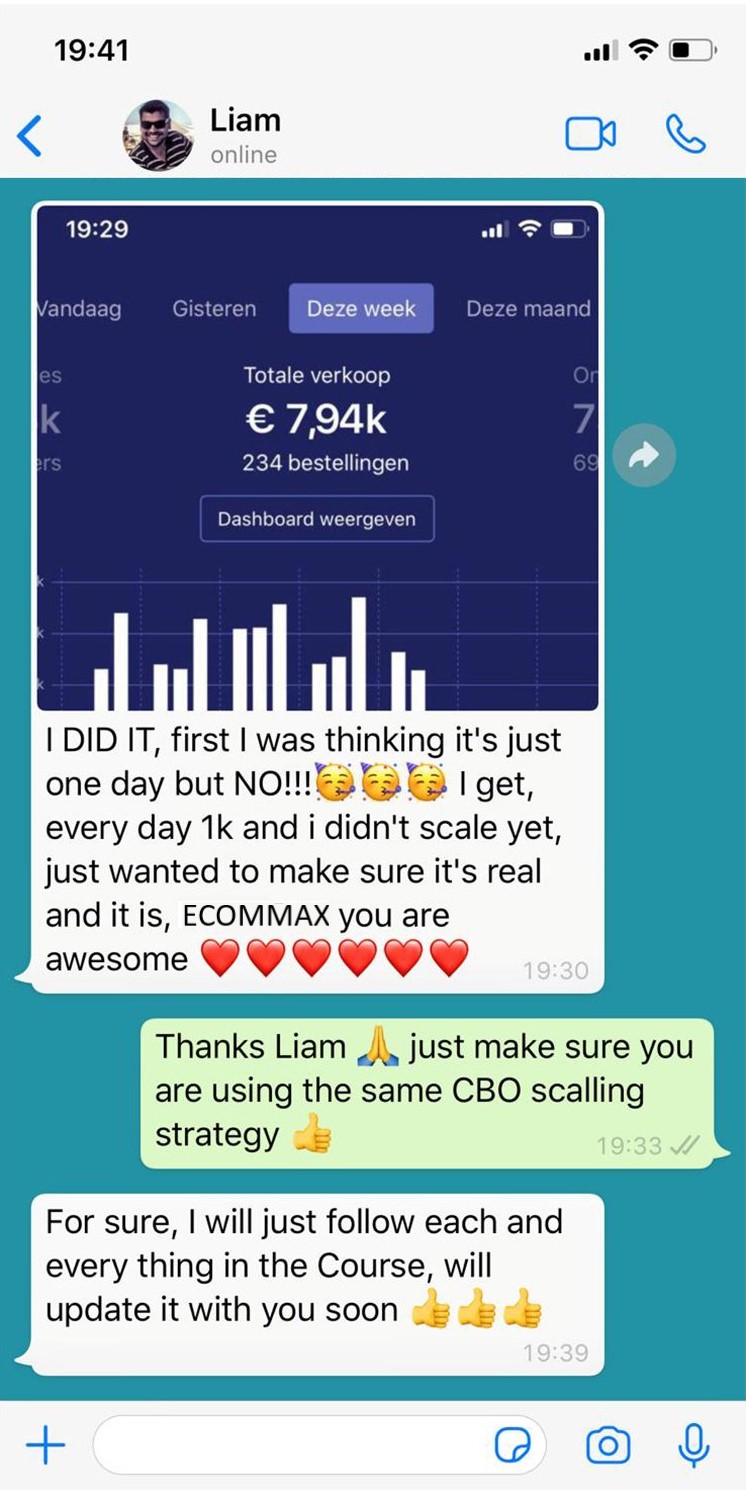 19:41
Liam
online
19:29
Vandaag Gisteren Deze week Deze maand
es Totale verkoop Or
k € 7,94k 7
ers 234 bestellingen 69
Dashboard weergeven
k
k
k
I DID IT, first I was thinking it's just
one day but NO!!!🥳🥳🥳 I get,
every day 1k and i didn't scale yet,
just wanted to make sure it's real
and it is, ECOMMAX you are
awesome ❤️❤️❤️❤️❤️❤️ 19:30
Thanks Liam 🙏 just make sure you
are using the same CBO scalling
strategy 👍 19:33
For sure, I will just follow each and
every thing in the Course, will
update it with you soon 👍👍👍
19:39